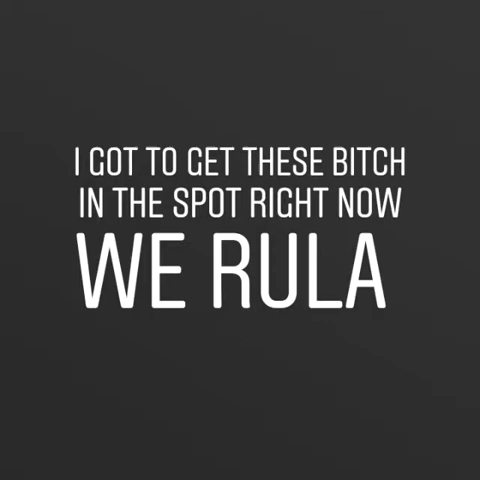 I GOT TO GET THESE BITCH
IN THE SPOT RIGHT NOW
WE RULA